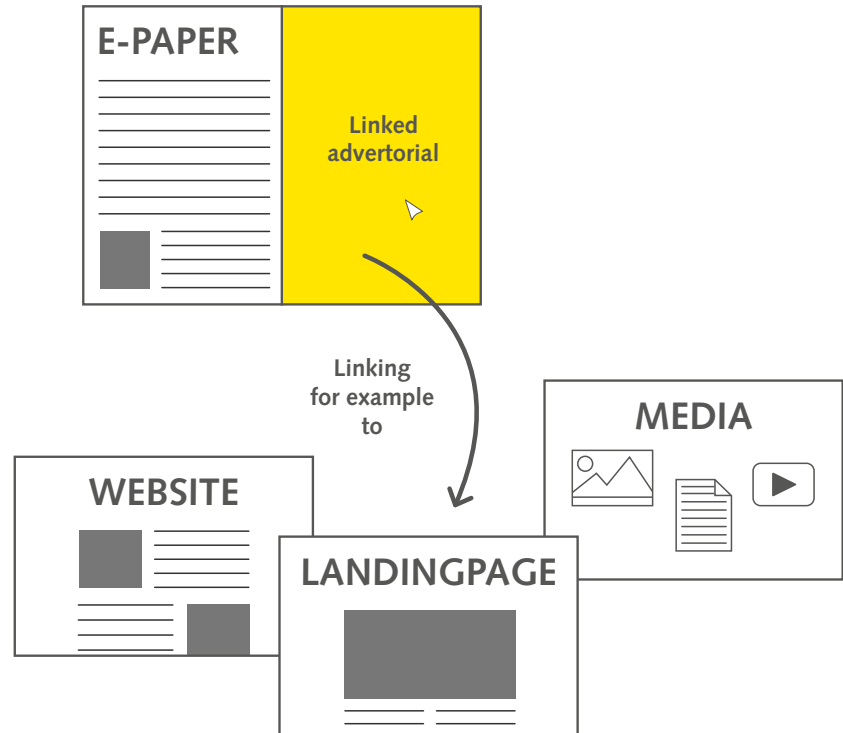 E-PAPER
Linked
advertorial
Linking
for example
to
MEDIA
WEBSITE
LANDINGPAGE